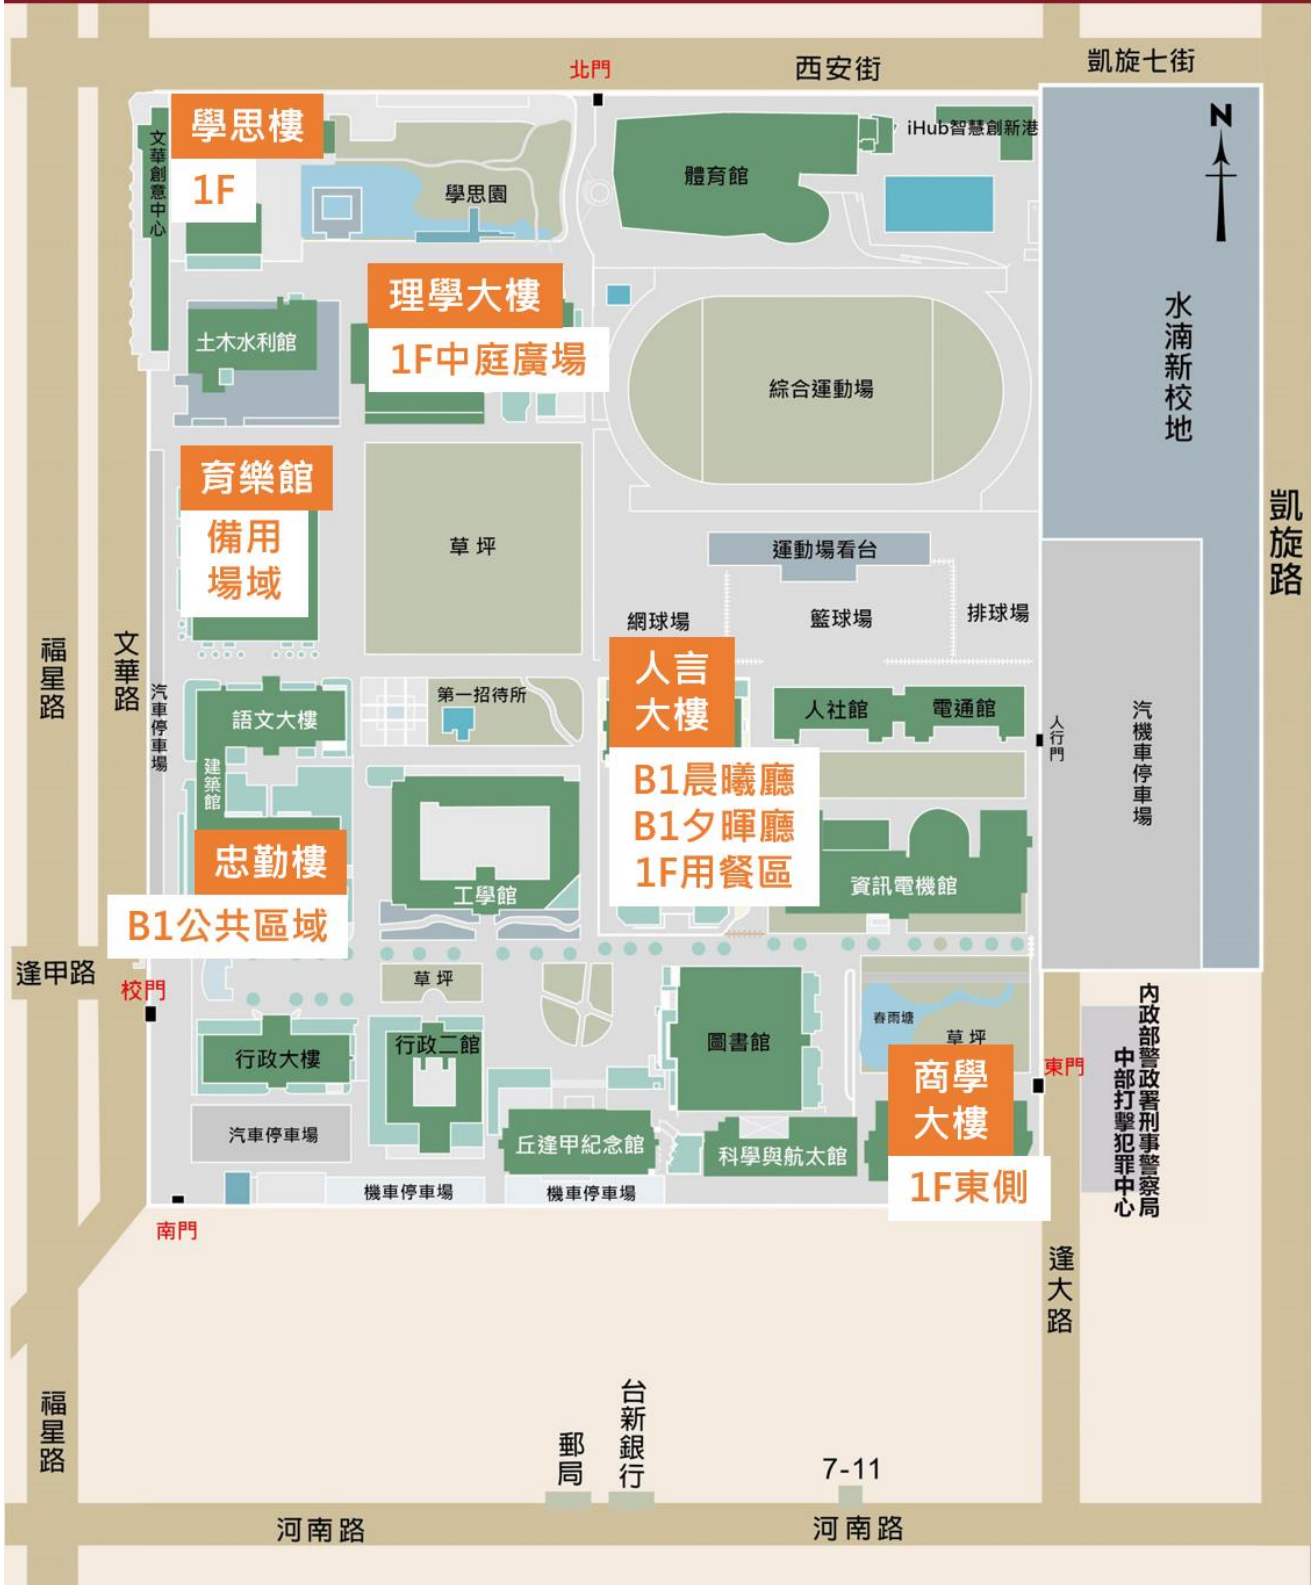 西安街
凱旋七街
北門
學思樓
1F
文華創意中心
學思園
體育館
iHub智慧創新港
N
理學大樓
1F中庭廣場
土木水利館
綜合運動場
水湳新校地
凱旋路
育樂館
備用
場域
草坪
運動場看台
網球場
籃球場
排球場
福星路
文華路
汽車停車場
語文大樓
建築館
第一招待所
人言
大樓
B1晨曦廳
B1夕暉廳
1F用餐區
人社館
電通館
人行門
汽機車停車場
忠勤樓
B1公共區域
工學館
資訊電機館
逢甲路
校門
草坪
行政大樓
行政二館
圖書館
春雨塘
草坪
商學
大樓
1F東側
東門
內政部警政署刑事警察局
中部打擊犯罪中心
汽車停車場
丘逢甲紀念館
科學與航太館
機車停車場
機車停車場
南門
逢大路
福星路
郵局
台新銀行
7-11
河南路
河南路